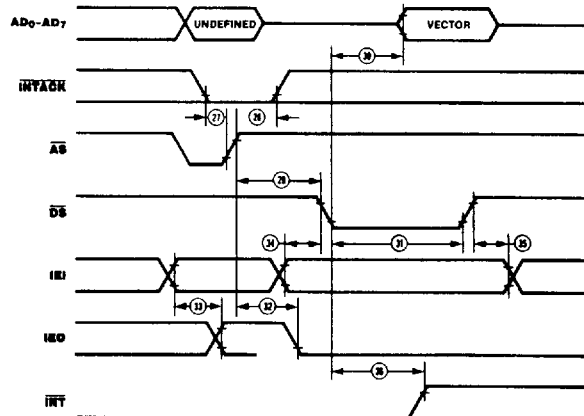 AD₀-AD₇ UNDEFINED VECTOR
30
INTACK
27 28
AS
29
DS
34 31 35
IEI
33 32
IEO
36
INT